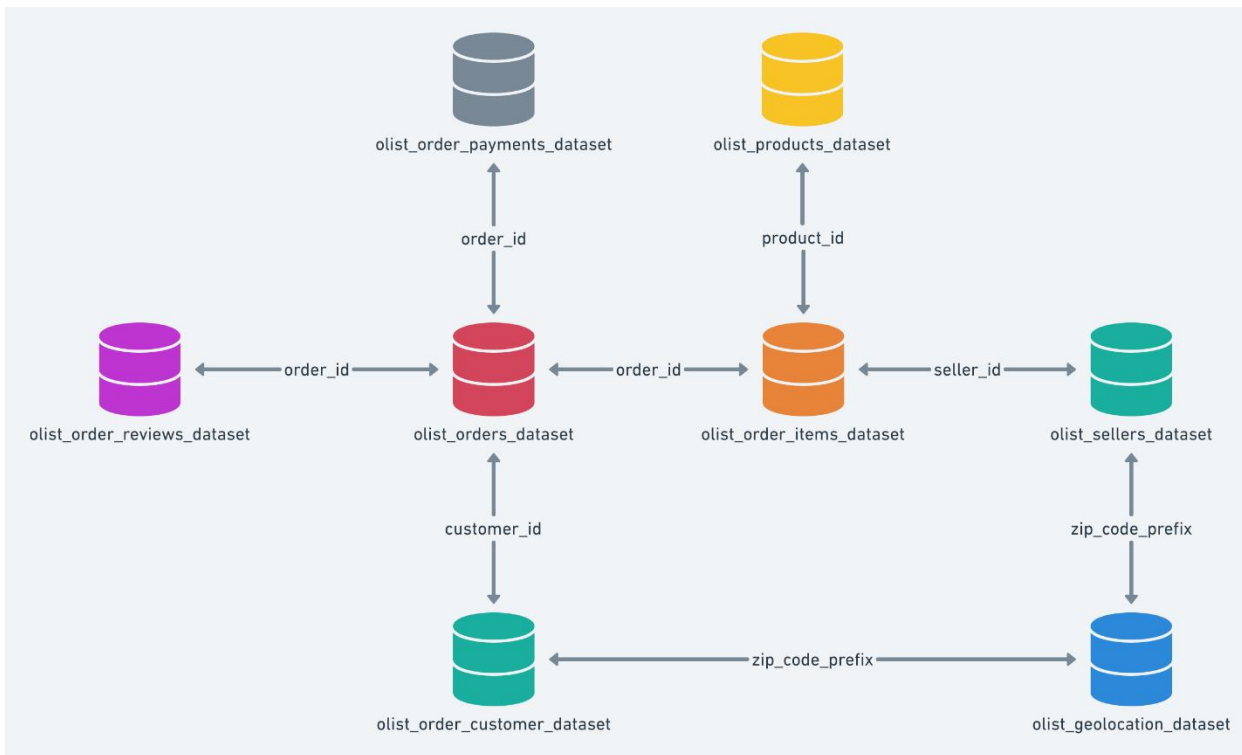 olist_order_payments_dataset
olist_products_dataset
order_id
product_id
order_id
order_id
seller_id
olist_order_reviews_dataset
olist_orders_dataset
olist_order_items_dataset
olist_sellers_dataset
customer_id
zip_code_prefix
zip_code_prefix
olist_order_customer_dataset
olist_geolocation_dataset